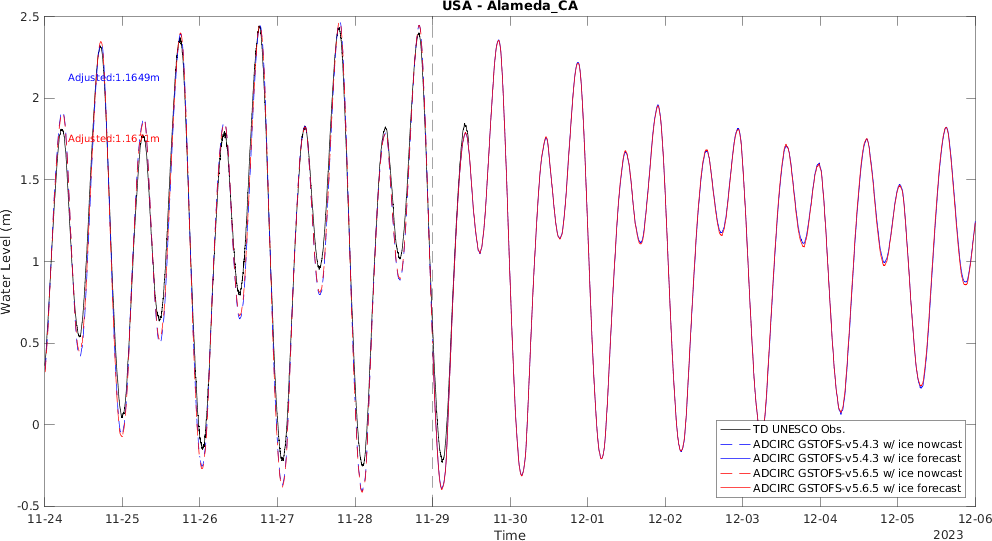 USA - Alameda_CA
2.5
2
1.5
1
0.5
0
-0.5
Water Level (m)
Adjusted:1.1649m
11-24
11-25
11-26
11-27
11-28
11-29
11-30
12-01
12-02
12-03
12-04
12-05
12-06
Time
2023
TD UNESCO Obs.
ADCIRC GSTOFS-v5.4.3 w/ ice nowcast
ADCIRC GSTOFS-v5.4.3 w/ ice forecast
ADCIRC GSTOFS-v5.6.5 w/ ice nowcast
ADCIRC GSTOFS-v5.6.5 w/ ice forecast